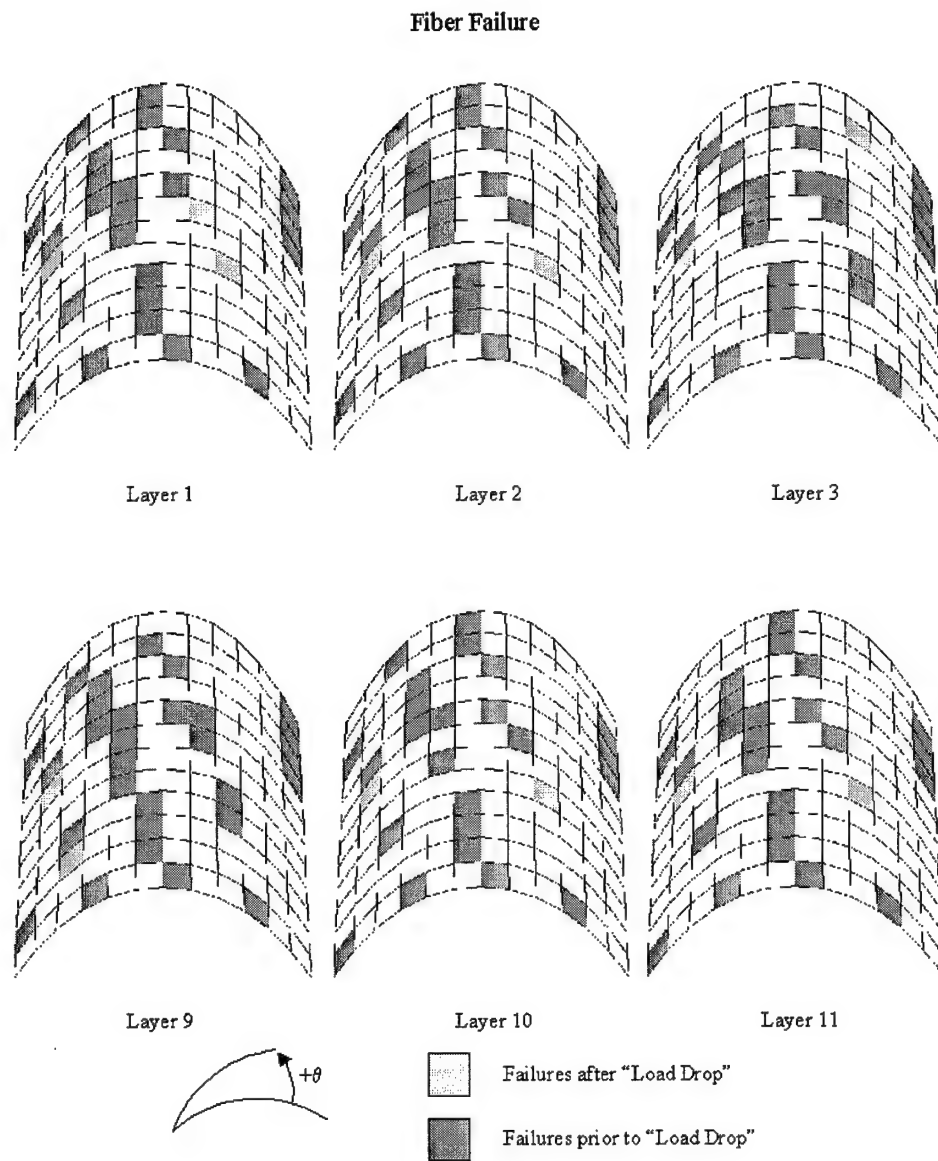 Fiber Failure
Layer 1
Layer 2
Layer 3
Layer 9
Layer 10
Layer 11
+θ
Failures after “Load Drop”
Failures prior to “Load Drop”